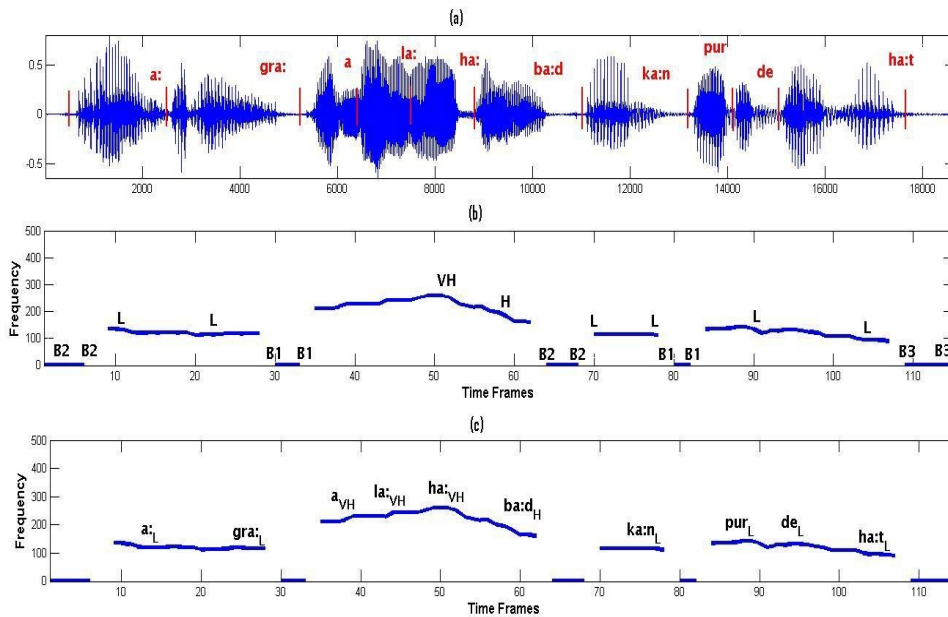 (a)
a: gra: a la: ha: ba:d ka:n pur de ha:t
0.5
0
-0.5
2000 4000 6000 8000 10000 12000 14000 16000 18000
(b)
Frequency
500
400
300
200
100
0
B2 B2 L L B1 B1 VH H B2 B2 L L B1 B1 L L B3 B3
10 20 30 40 50 60 70 80 90 100 110
Time Frames
(c)
Frequency
500
400
300
200
100
0
a:L gra:L aVH la:VH ha:VH ba:dH ka:nL purL deL ha:tL
10 20 30 40 50 60 70 80 90 100 110
Time Frames